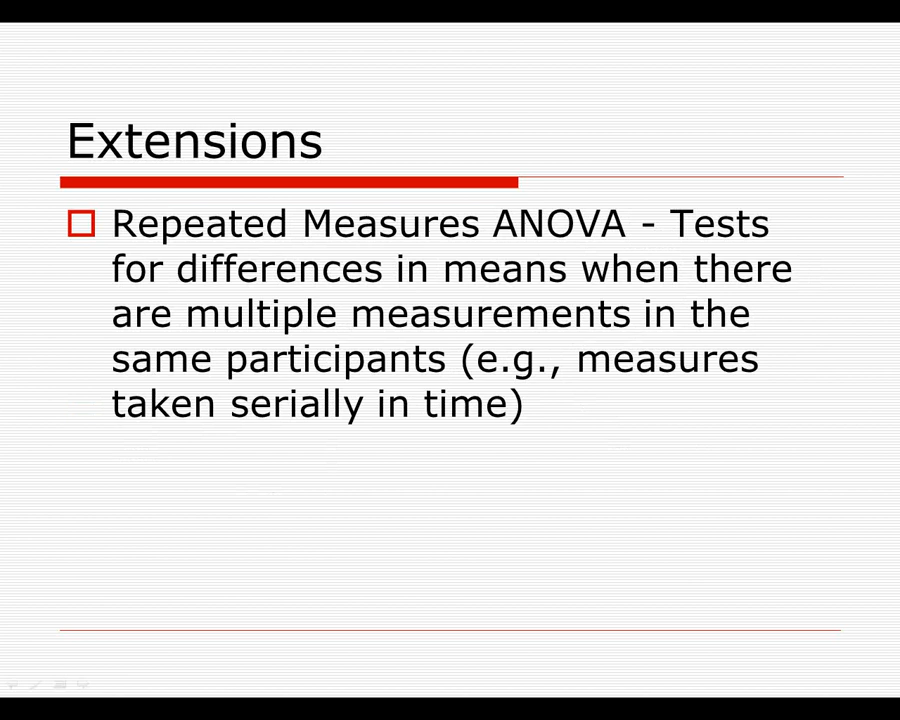 Extensions
Repeated Measures ANOVA - Tests
for differences in means when there
are multiple measurements in the
same participants (e.g., measures
taken serially in time)